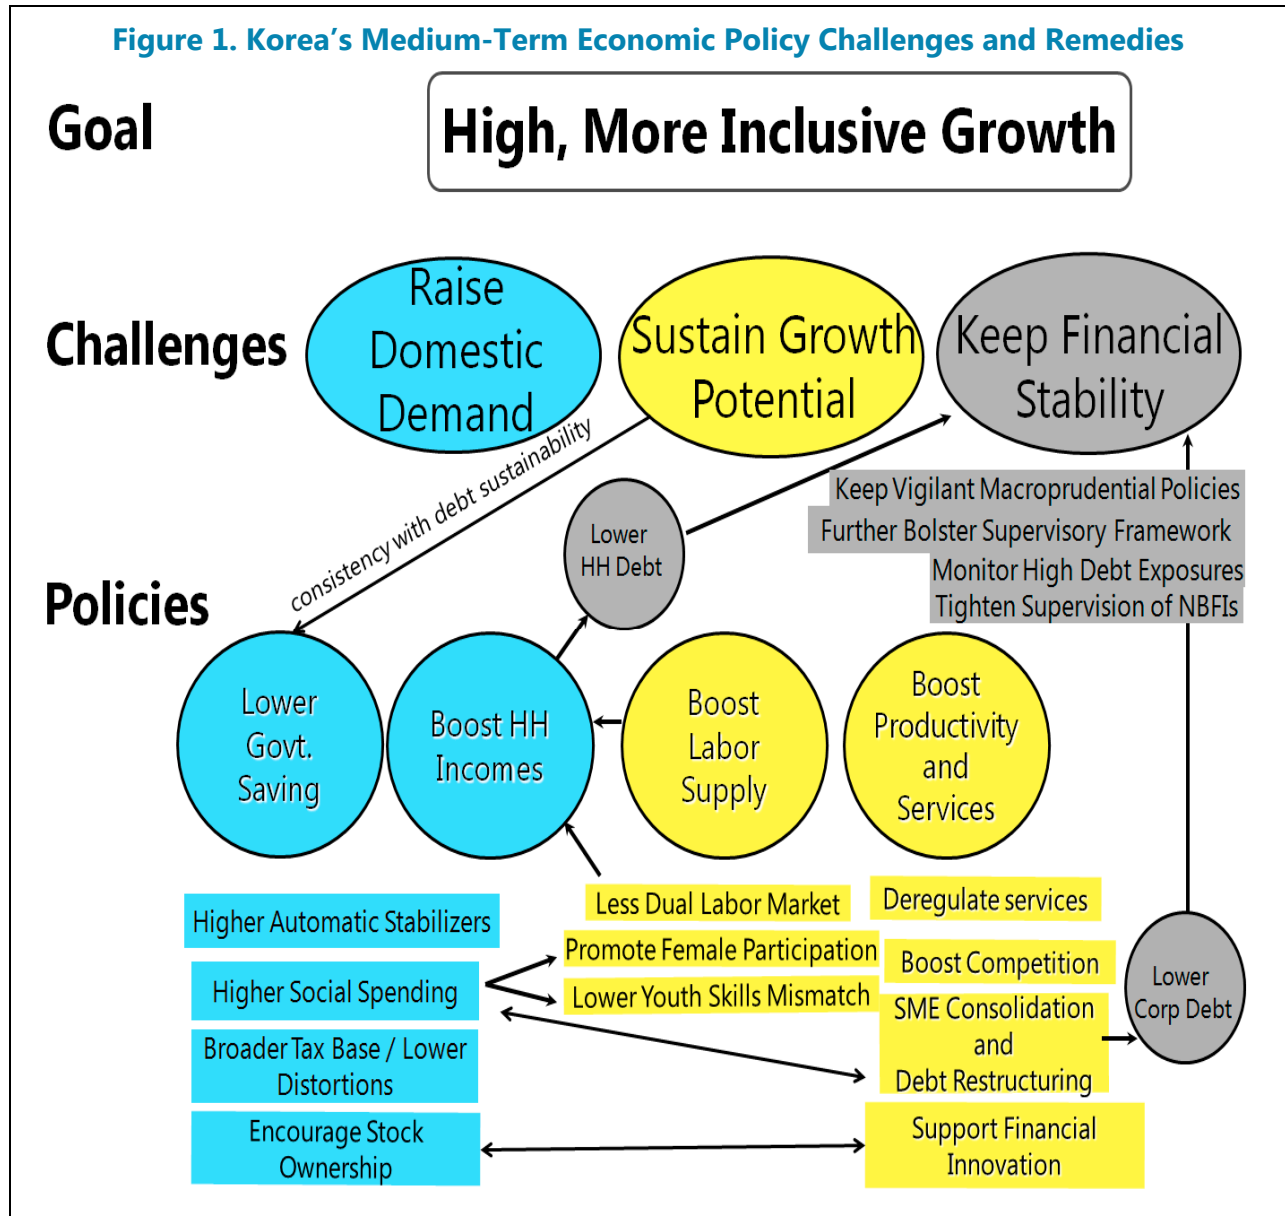 Figure 1. Korea’s Medium-Term Economic Policy Challenges and Remedies
Goal
High, More Inclusive Growth
Challenges
Raise
Domestic
Demand
Sustain Growth
Potential
Keep Financial
Stability
consistency with debt sustainability
Lower
HH Debt
Keep Vigilant Macroprudential Policies
Further Bolster Supervisory Framework
Monitor High Debt Exposures
Tighten Supervision of NBFIs
Policies
Lower
Govt.
Saving
Boost HH
Incomes
Boost
Labor
Supply
Boost
Productivity
and
Services
Higher Automatic Stabilizers
Higher Social Spending
Broader Tax Base / Lower
Distortions
Encourage Stock
Ownership
Less Dual Labor Market
Promote Female Participation
Lower Youth Skills Mismatch
Deregulate services
Boost Competition
SME Consolidation
and
Debt Restructuring
Support Financial
Innovation
Lower
Corp Debt